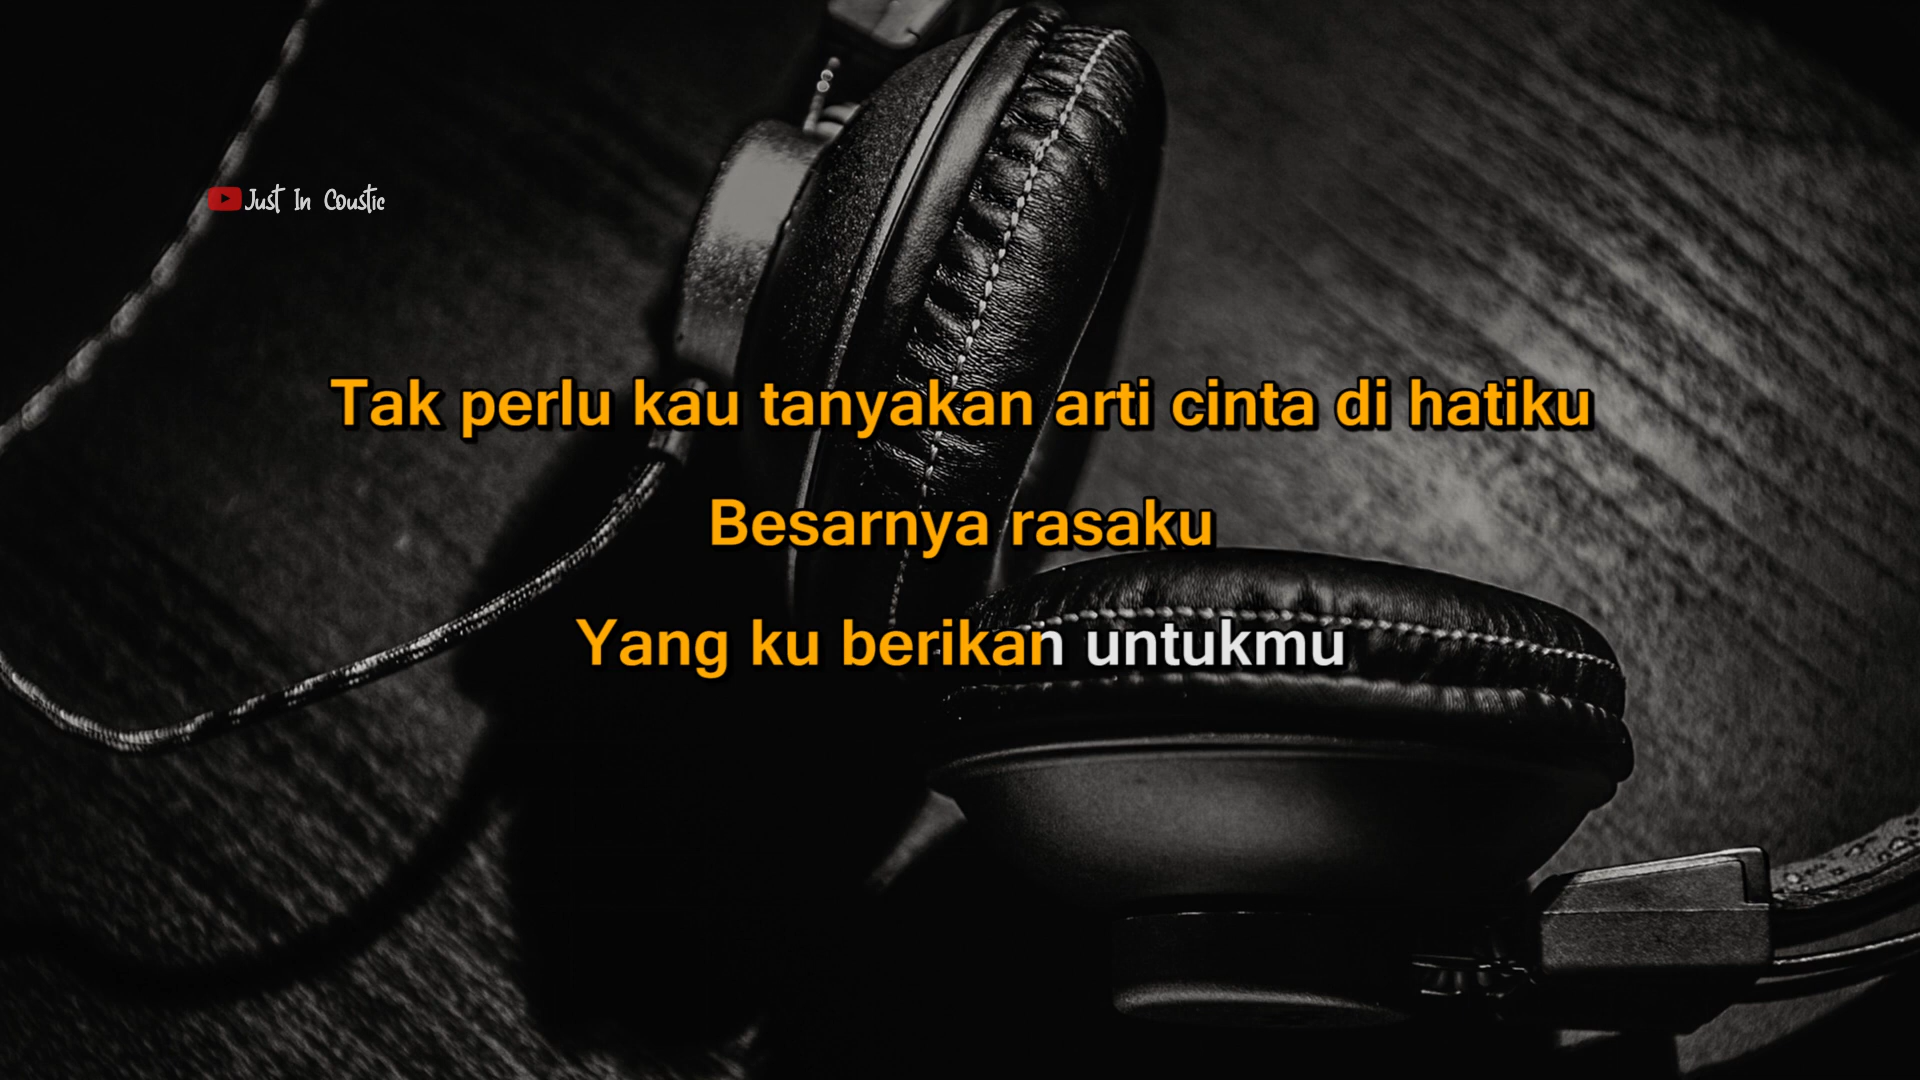 Just In Coustic
Tak perlu kau tanyakan arti cinta di hatiku
Besarnya rasaku
Yang ku berikan untukmu